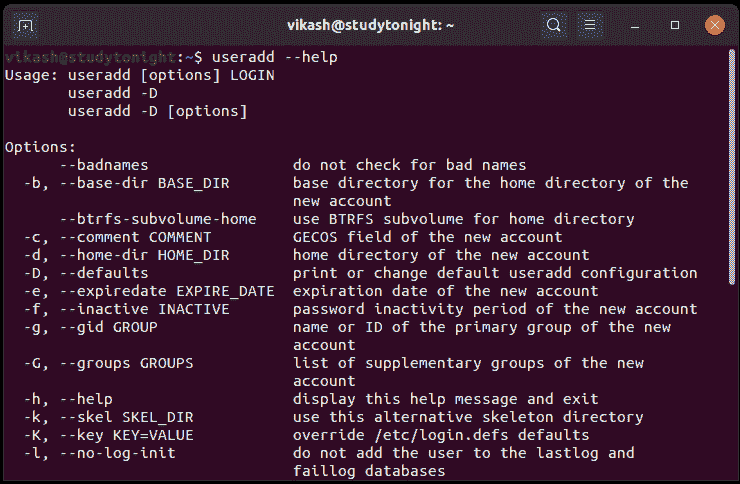 vikash@studytonight: ~
vikash@studytonight:~$ useradd --help
Usage: useradd [options] LOGIN
       useradd -D
       useradd -D [options]

Options:
      --badnames                do not check for bad names
  -b, --base-dir BASE_DIR       base directory for the home directory of the
                                new account
      --btrfs-subvolume-home    use BTRFS subvolume for home directory
  -c, --comment COMMENT         GECOS field of the new account
  -d, --home-dir HOME_DIR       home directory of the new account
  -D, --defaults                print or change default useradd configuration
  -e, --expiredate EXPIRE_DATE  expiration date of the new account
  -f, --inactive INACTIVE       password inactivity period of the new account
  -g, --gid GROUP               name or ID of the primary group of the new
                                account
  -G, --groups GROUPS           list of supplementary groups of the new
                                account
  -h, --help                    display this help message and exit
  -k, --skel SKEL_DIR           use this alternative skeleton directory
  -K, --key KEY=VALUE           override /etc/login.defs defaults
  -l, --no-log-init             do not add the user to the lastlog and
                                faillog databases